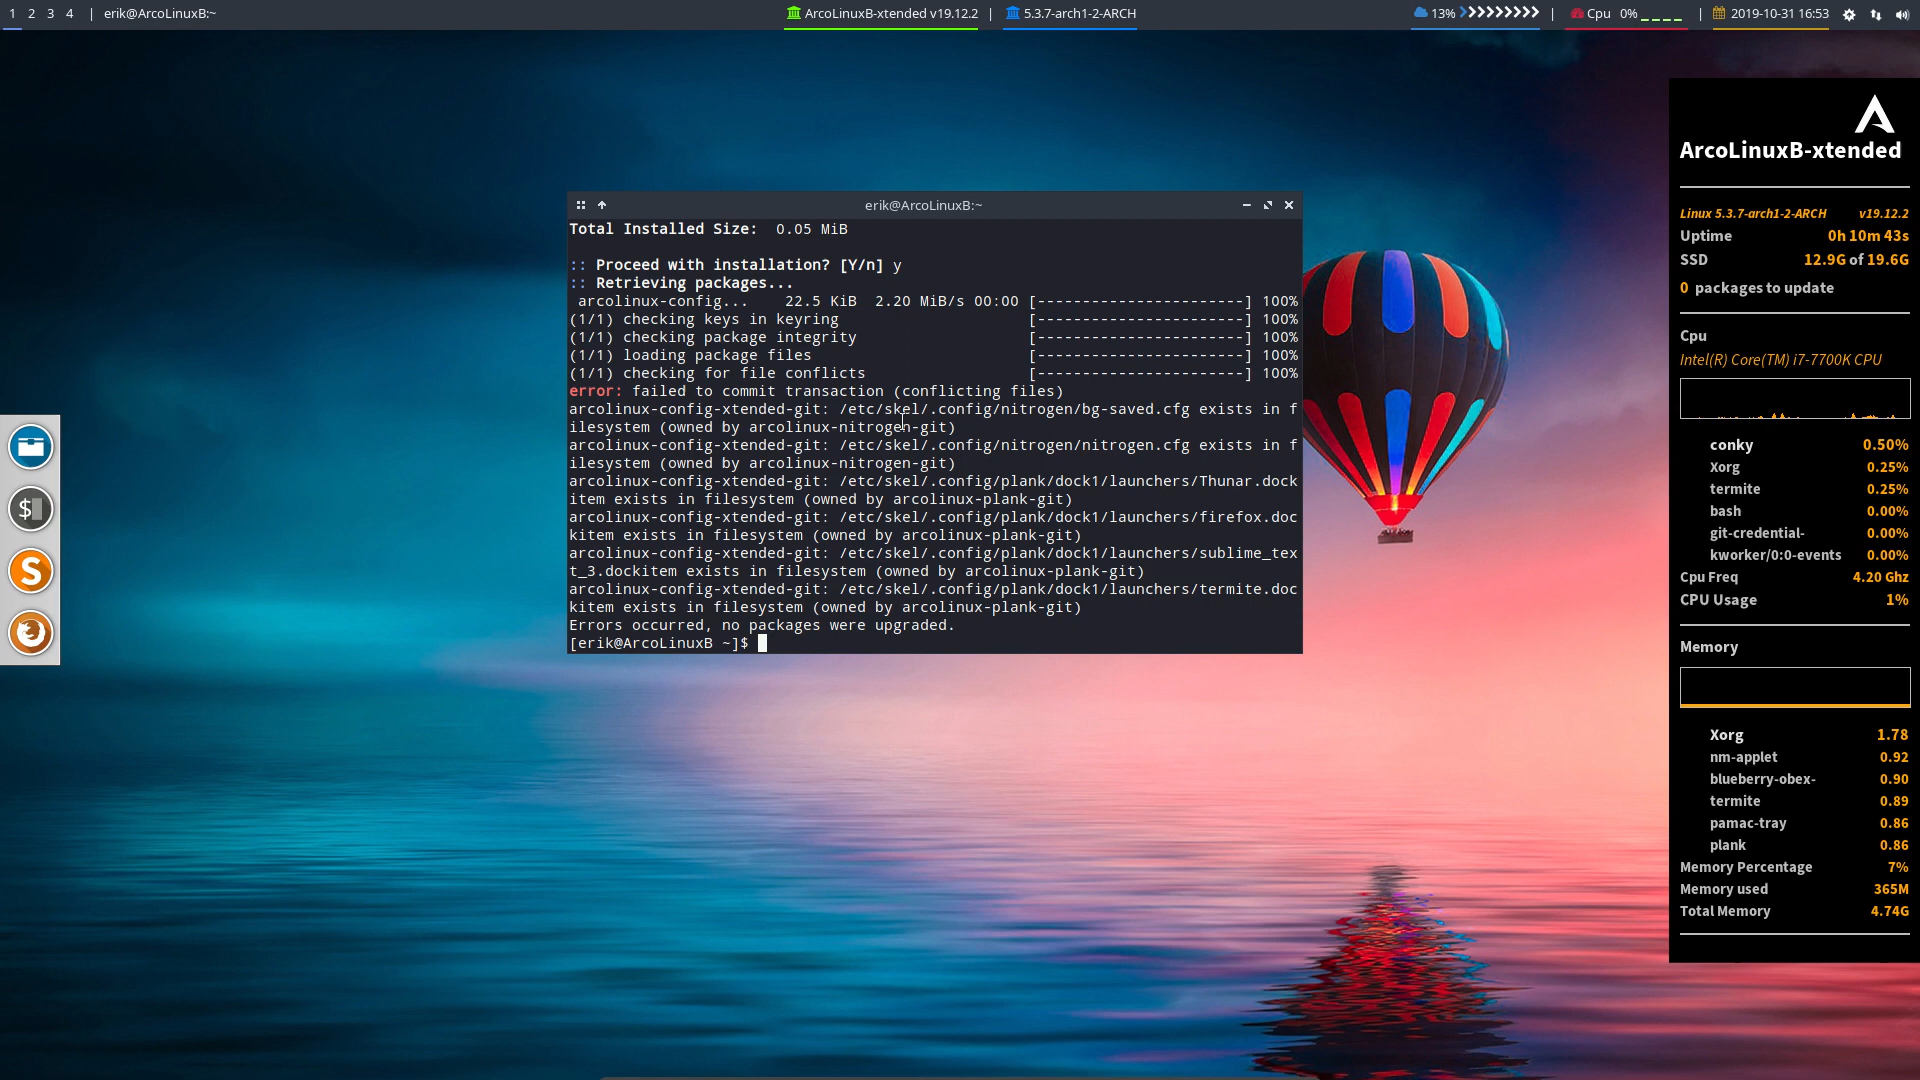 1 2 3 4 | erik@ArcoLinuxB:~
ArcoLinuxB-xtended v19.12.2 | 5.3.7-arch1-2-ARCH
13% | Cpu 0% | 2019-10-31 16:53
erik@ArcoLinuxB:~
Total Installed Size:  0.05 MiB
:: Proceed with installation? [Y/n] y
:: Retrieving packages...
 arcolinux-config...    22.5 KiB  2.20 MiB/s 00:00 [-----------------------] 100%
(1/1) checking keys in keyring                     [-----------------------] 100%
(1/1) checking package integrity                   [-----------------------] 100%
(1/1) loading package files                        [-----------------------] 100%
(1/1) checking for file conflicts                  [-----------------------] 100%
error: failed to commit transaction (conflicting files)
arcolinux-config-xtended-git: /etc/skel/.config/nitrogen/bg-saved.cfg exists in f
ilesystem (owned by arcolinux-nitrogen-git)
arcolinux-config-xtended-git: /etc/skel/.config/nitrogen/nitrogen.cfg exists in f
ilesystem (owned by arcolinux-nitrogen-git)
arcolinux-config-xtended-git: /etc/skel/.config/plank/dock1/launchers/Thunar.dock
item exists in filesystem (owned by arcolinux-plank-git)
arcolinux-config-xtended-git: /etc/skel/.config/plank/dock1/launchers/firefox.doc
kitem exists in filesystem (owned by arcolinux-plank-git)
arcolinux-config-xtended-git: /etc/skel/.config/plank/dock1/launchers/sublime_tex
t_3.dockitem exists in filesystem (owned by arcolinux-plank-git)
arcolinux-config-xtended-git: /etc/skel/.config/plank/dock1/launchers/termite.doc
kitem exists in filesystem (owned by arcolinux-plank-git)
Errors occurred, no packages were upgraded.
[erik@ArcoLinuxB ~]$
$
S
ArcoLinuxB-xtended
Linux 5.3.7-arch1-2-ARCH v19.12.2
Uptime 0h 10m 43s
SSD 12.9G of 19.6G
0 packages to update
Cpu
Intel(R) Core(TM) i7-7700K CPU
conky 0.50%
Xorg 0.25%
termite 0.25%
bash 0.00%
git-credential- 0.00%
kworker/0:0-events 0.00%
Cpu Freq 4.20 Ghz
CPU Usage 1%
Memory
Xorg 1.78
nm-applet 0.92
blueberry-obex- 0.90
termite 0.89
pamac-tray 0.86
plank 0.86
Memory Percentage 7%
Memory used 365M
Total Memory 4.74G